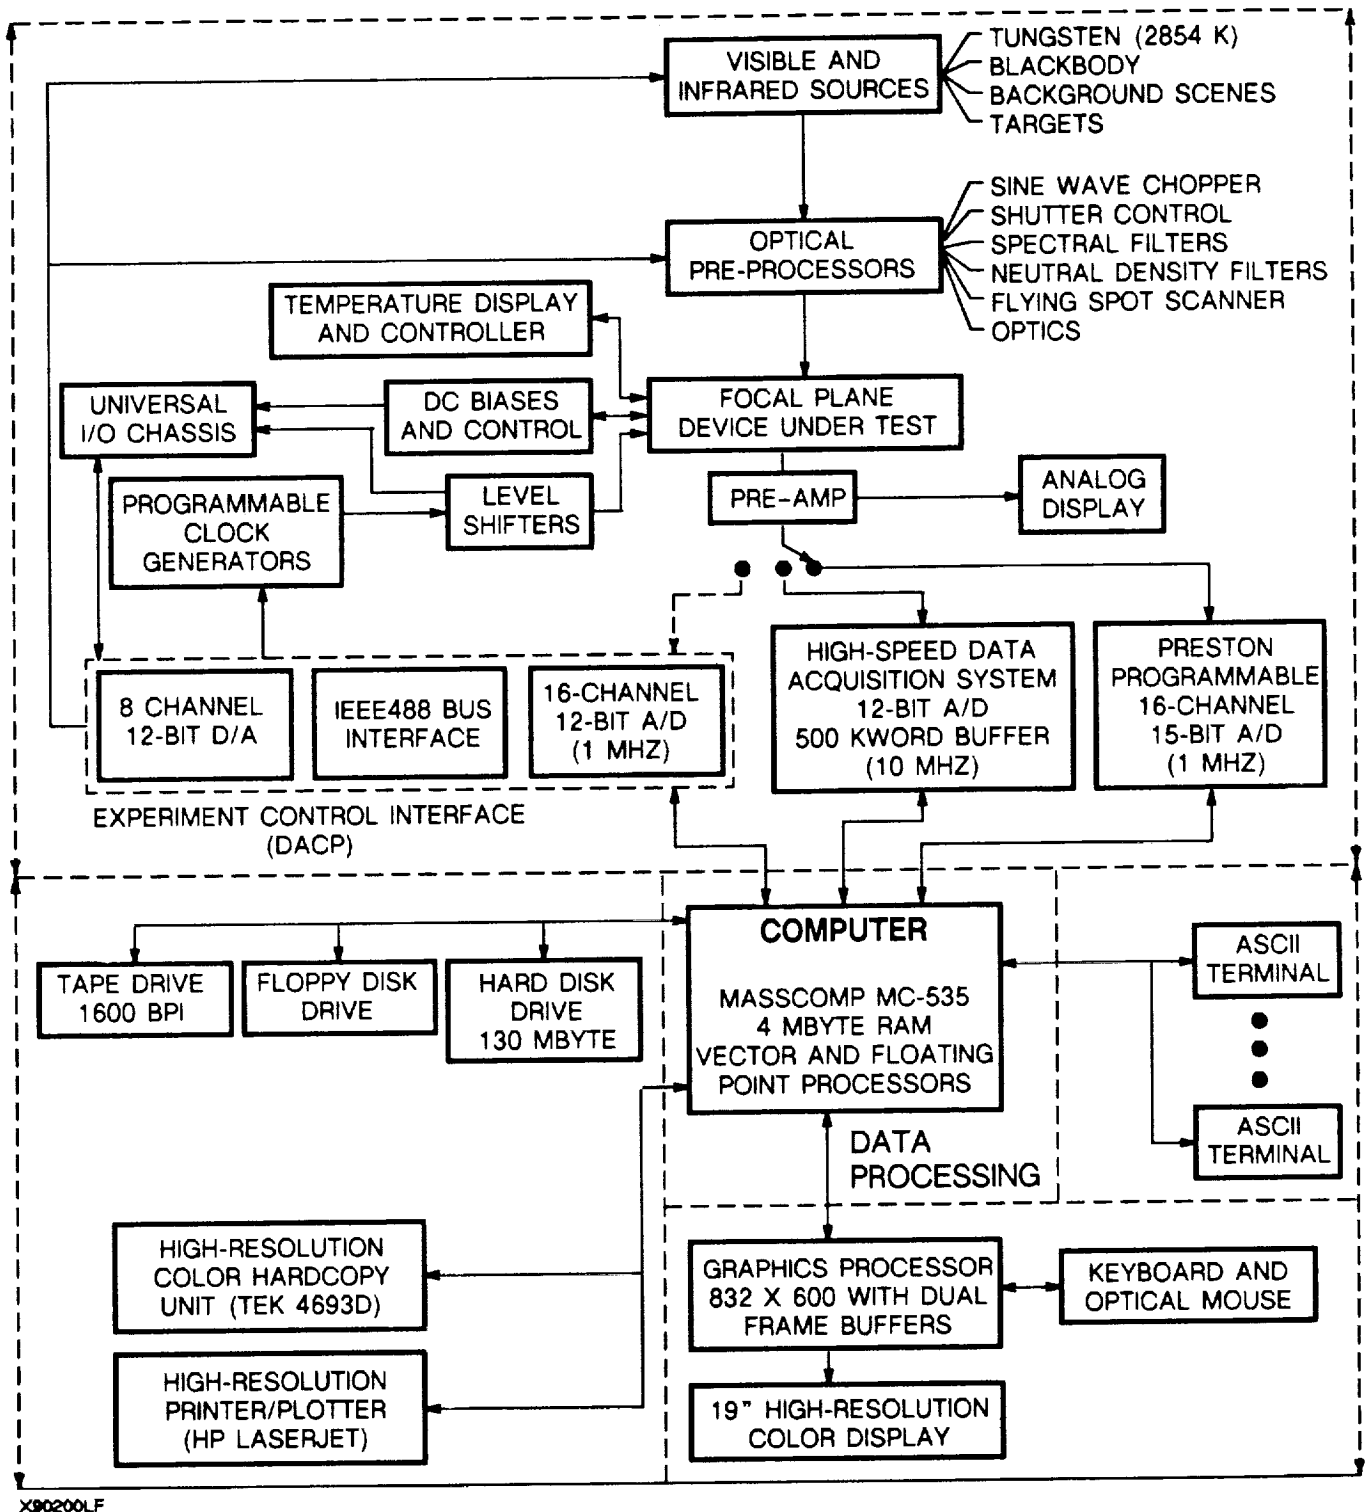 VISIBLE AND
INFRARED SOURCES
TUNGSTEN (2854 K)
BLACKBODY
BACKGROUND SCENES
TARGETS
OPTICAL
PRE-PROCESSORS
SINE WAVE CHOPPER
SHUTTER CONTROL
SPECTRAL FILTERS
NEUTRAL DENSITY FILTERS
FLYING SPOT SCANNER
OPTICS
TEMPERATURE DISPLAY
AND CONTROLLER
UNIVERSAL
I/O CHASSIS
DC BIASES
AND CONTROL
FOCAL PLANE
DEVICE UNDER TEST
PROGRAMMABLE
CLOCK
GENERATORS
LEVEL
SHIFTERS
PRE-AMP
ANALOG
DISPLAY
8 CHANNEL
12-BIT D/A
IEEE488 BUS
INTERFACE
16-CHANNEL
12-BIT A/D
(1 MHZ)
HIGH-SPEED DATA
ACQUISITION SYSTEM
12-BIT A/D
500 KWORD BUFFER
(10 MHZ)
PRESTON
PROGRAMMABLE
16-CHANNEL
15-BIT A/D
(1 MHZ)
EXPERIMENT CONTROL INTERFACE
(DACP)
TAPE DRIVE
1600 BPI
FLOPPY DISK
DRIVE
HARD DISK
DRIVE
130 MBYTE
COMPUTER
MASSCOMP MC-535
4 MBYTE RAM
VECTOR AND FLOATING
POINT PROCESSORS
ASCII
TERMINAL
ASCII
TERMINAL
DATA
PROCESSING
HIGH-RESOLUTION
COLOR HARDCOPY
UNIT (TEK 4693D)
HIGH-RESOLUTION
PRINTER/PLOTTER
(HP LASERJET)
GRAPHICS PROCESSOR
832 X 600 WITH DUAL
FRAME BUFFERS
KEYBOARD AND
OPTICAL MOUSE
19" HIGH-RESOLUTION
COLOR DISPLAY
X90200LF